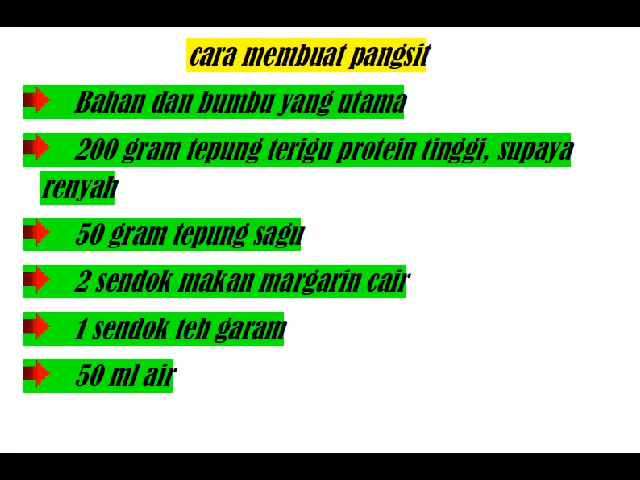 cara membuat pangsit
Bahan dan bumbu yang utama
200 gram tepung terigu protein tinggi, supaya
renyah
50 gram tepung sagu
2 sendok makan margarin cair
1 sendok teh garam
50 ml air